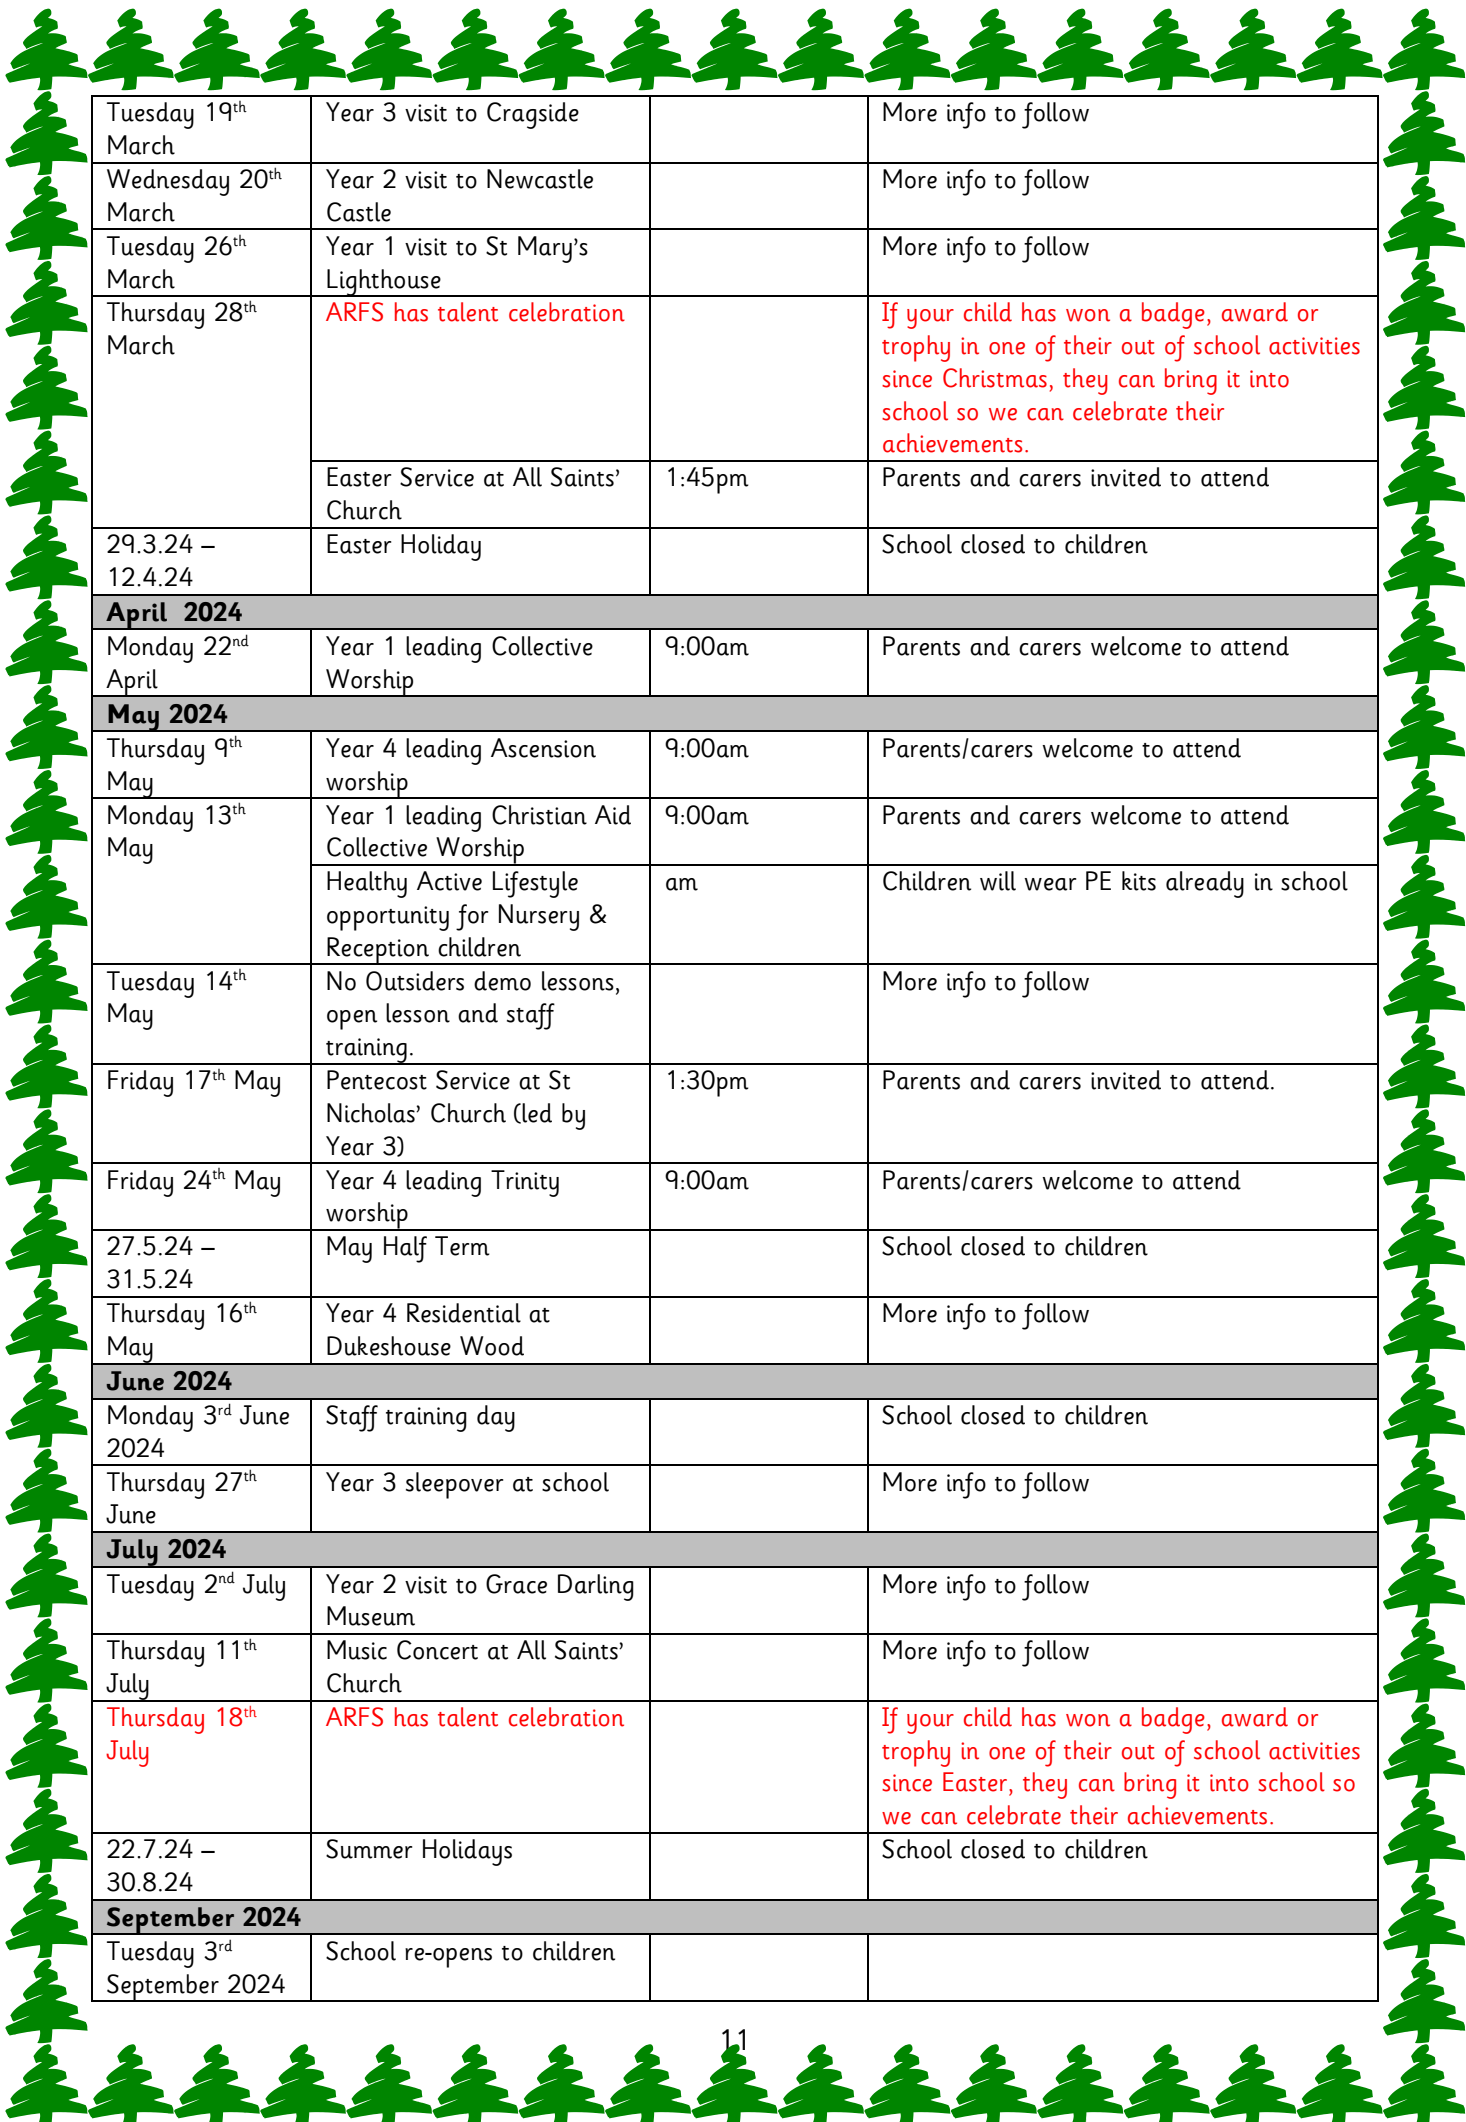 Tuesday 19th Year 3 visit to Cragside More info to follow
March
Wednesday 20th Year 2 visit to Newcastle More info to follow
March Castle
Tuesday 26th Year 1 visit to St Mary's More info to follow
March Lighthouse
Thursday 28th ARFS has talent celebration If your child has won a badge, award or
March trophy in one of their out of school activities
since Christmas, they can bring it into
school so we can celebrate their
achievements.
Easter Service at All Saints' 1:45pm Parents and carers invited to attend
Church
29.3.24 – Easter Holiday School closed to children
12.4.24
April 2024
Monday 22nd Year 1 leading Collective 9:00am Parents and carers welcome to attend
April Worship
May 2024
Thursday 9th Year 4 leading Ascension 9:00am Parents/carers welcome to attend
May worship
Monday 13th Year 1 leading Christian Aid 9:00am Parents and carers welcome to attend
May Collective Worship
Healthy Active Lifestyle am Children will wear PE kits already in school
opportunity for Nursery &
Reception children
Tuesday 14th No Outsiders demo lessons, More info to follow
May open lesson and staff
training.
Friday 17th May Pentecost Service at St 1:30pm Parents and carers invited to attend.
Nicholas' Church (led by
Year 3)
Friday 24th May Year 4 leading Trinity 9:00am Parents/carers welcome to attend
worship
27.5.24 – May Half Term School closed to children
31.5.24
Thursday 16th Year 4 Residential at More info to follow
May Dukeshouse Wood
June 2024
Monday 3rd June Staff training day School closed to children
2024
Thursday 27th Year 3 sleepover at school More info to follow
June
July 2024
Tuesday 2nd July Year 2 visit to Grace Darling More info to follow
Museum
Thursday 11th Music Concert at All Saints' More info to follow
July Church
Thursday 18th ARFS has talent celebration If your child has won a badge, award or
July trophy in one of their out of school activities
since Easter, they can bring it into school so
we can celebrate their achievements.
22.7.24 – Summer Holidays School closed to children
30.8.24
September 2024
Tuesday 3rd School re-opens to children
September 2024
11